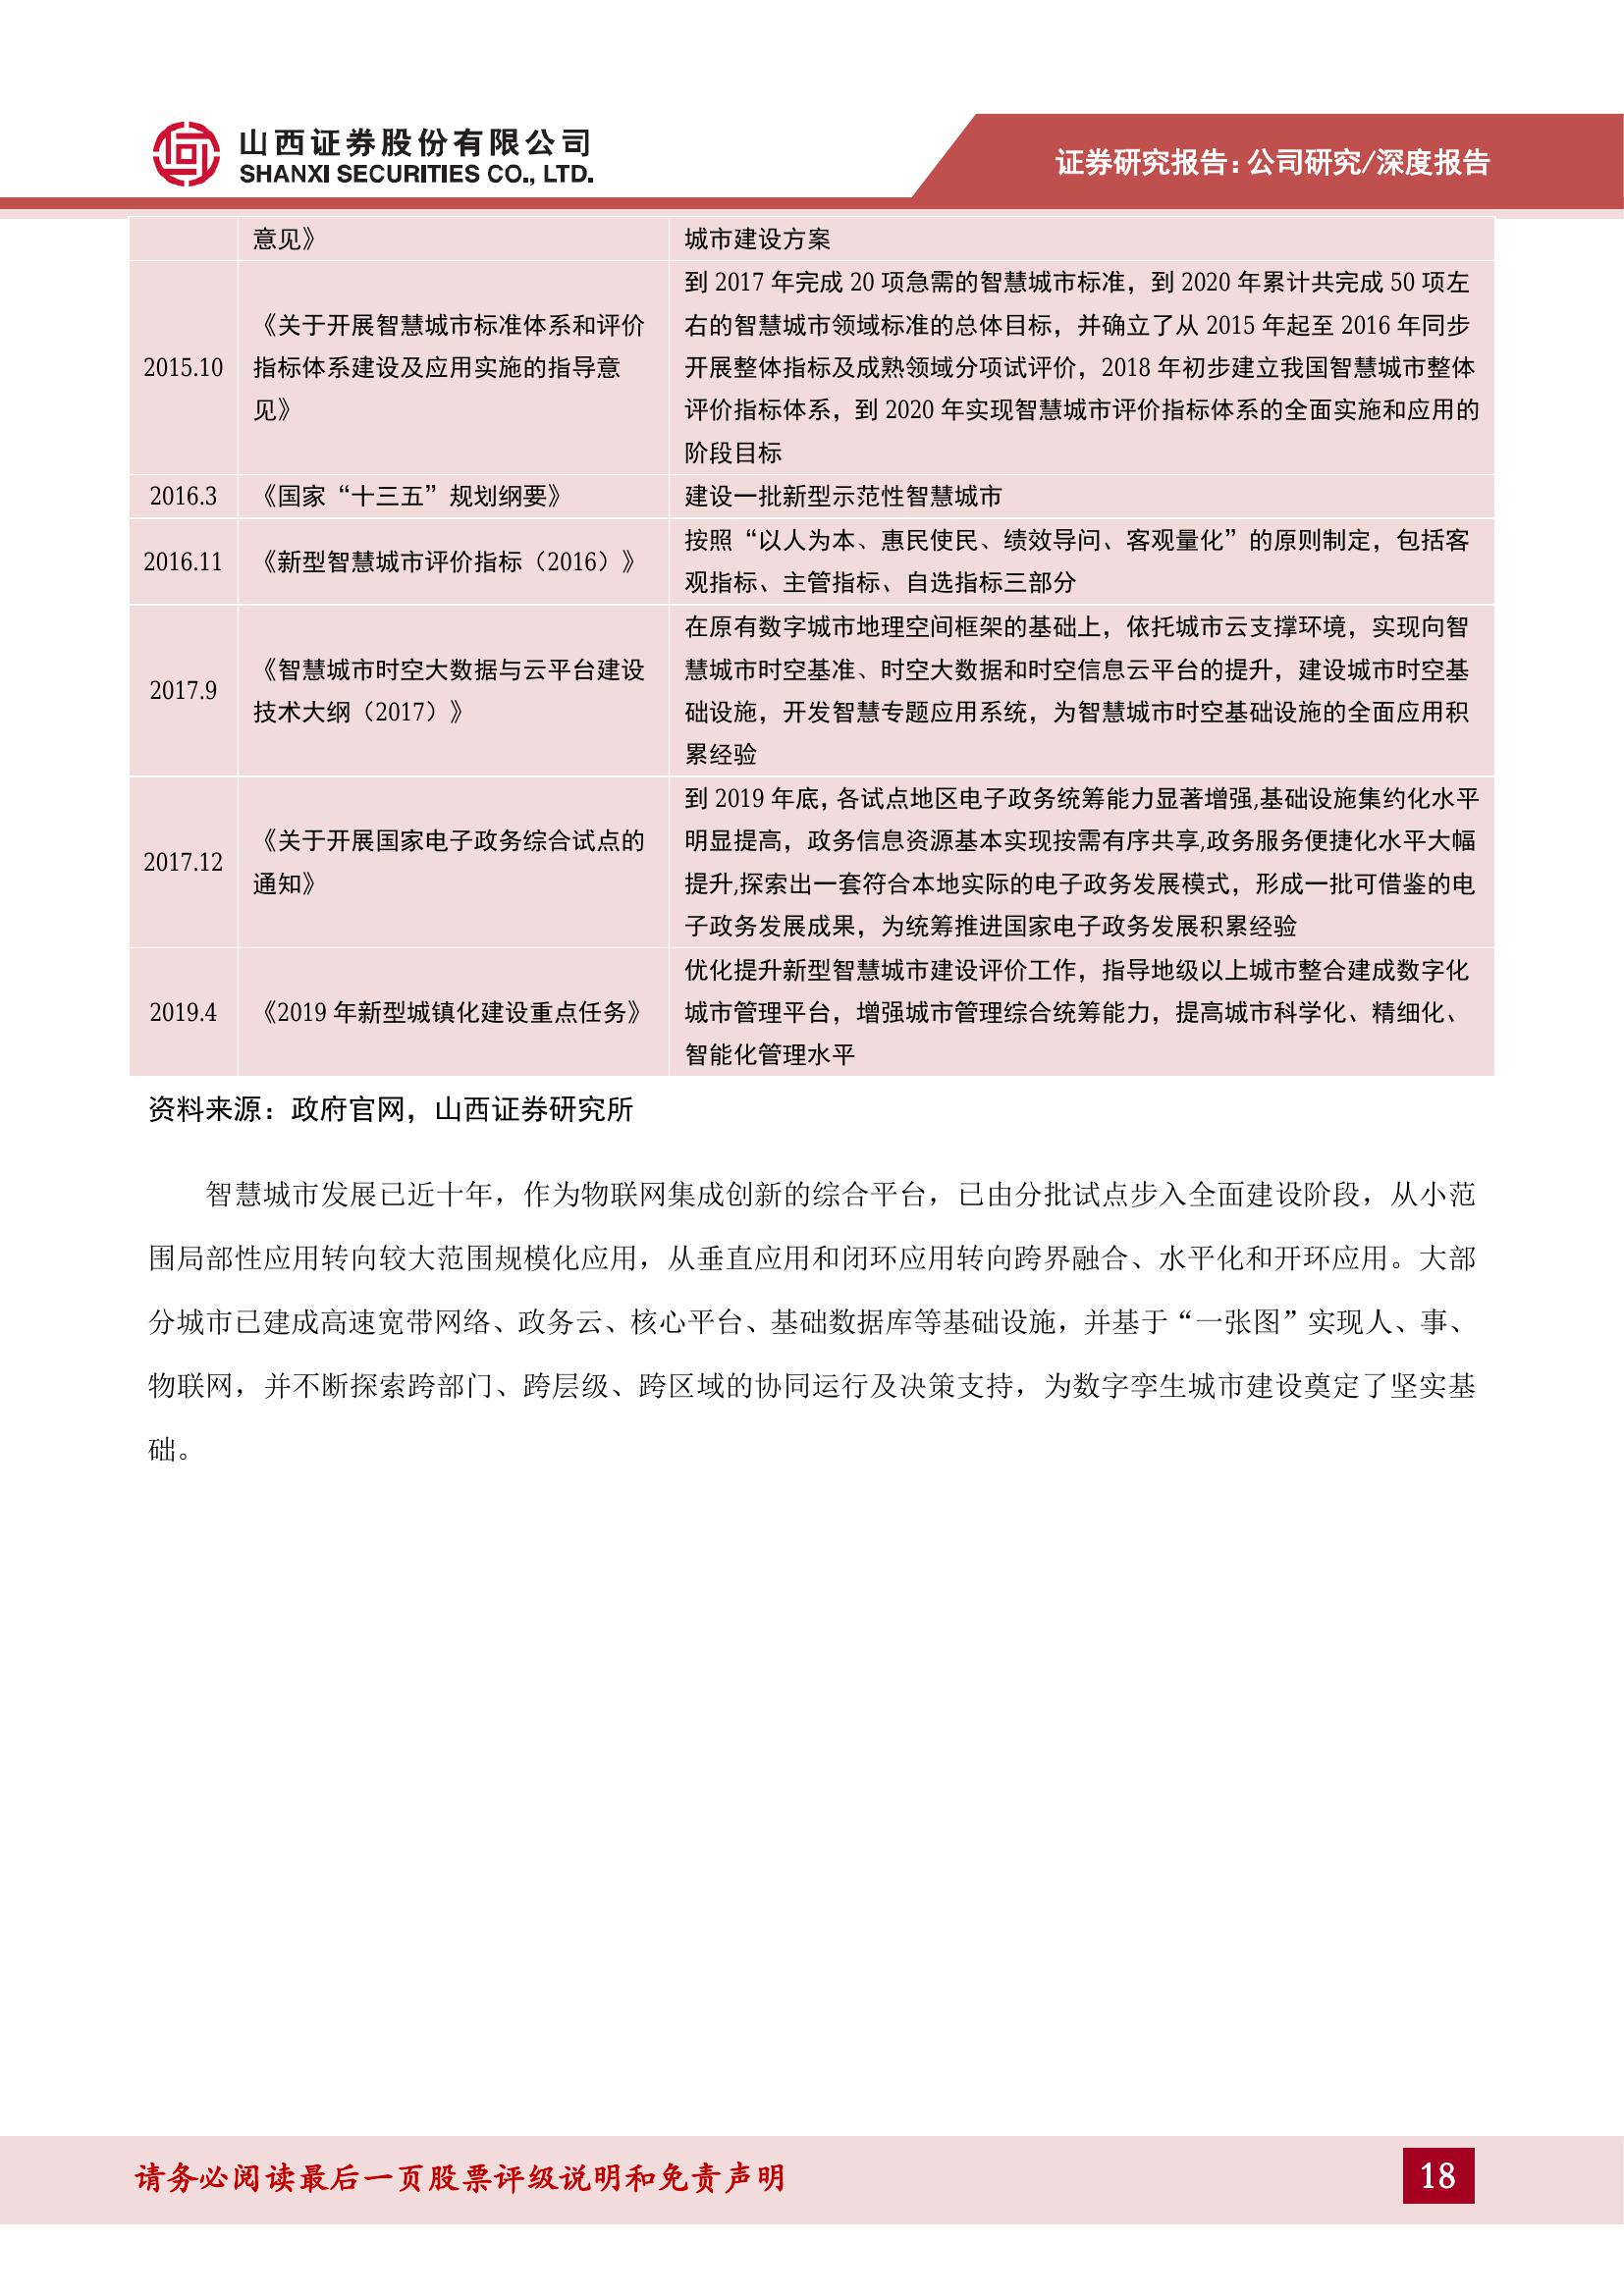 山西证券股份有限公司
SHANXI SECURITIES CO., LTD.
证券研究报告：公司研究/深度报告
意见》
城市建设方案
2015.10
《关于开展智慧城市标准体系和评价
指标体系建设及应用实施的指导意
见》
到 2017 年完成 20 项急需的智慧城市标准，到 2020 年累计共完成 50 项左
右的智慧城市领域标准的总体目标，并确立了从 2015 年起至 2016 年同步
开展整体指标及成熟领域分项试评价，2018 年初步建立我国智慧城市整体
评价指标体系，到 2020 年实现智慧城市评价指标体系的全面实施和应用的
阶段目标
2016.3
《国家“十三五”规划纲要》
建设一批新型示范性智慧城市
2016.11
《新型智慧城市评价指标（2016）》
按照“以人为本、惠民使民、绩效导问、客观量化”的原则制定，包括客
观指标、主管指标、自选指标三部分
2017.9
《智慧城市时空大数据与云平台建设
技术大纲（2017）》
在原有数字城市地理空间框架的基础上，依托城市云支撑环境，实现向智
慧城市时空基准、时空大数据和时空信息云平台的提升，建设城市时空基
础设施，开发智慧专题应用系统，为智慧城市时空基础设施的全面应用积
累经验
2017.12
《关于开展国家电子政务综合试点的
通知》
到 2019 年底，各试点地区电子政务统筹能力显著增强,基础设施集约化水平
明显提高，政务信息资源基本实现按需有序共享,政务服务便捷化水平大幅
提升,探索出一套符合本地实际的电子政务发展模式，形成一批可借鉴的电
子政务发展成果，为统筹推进国家电子政务发展积累经验
2019.4
《2019 年新型城镇化建设重点任务》
优化提升新型智慧城市建设评价工作，指导地级以上城市整合建成数字化
城市管理平台，增强城市管理综合统筹能力，提高城市科学化、精细化、
智能化管理水平
资料来源：政府官网，山西证券研究所
智慧城市发展已近十年，作为物联网集成创新的综合平台，已由分批试点步入全面建设阶段，从小范
围局部性应用转向较大范围规模化应用，从垂直应用和闭环应用转向跨界融合、水平化和开环应用。大部
分城市已建成高速宽带网络、政务云、核心平台、基础数据库等基础设施，并基于“一张图”实现人、事、
物联网，并不断探索跨部门、跨层级、跨区域的协同运行及决策支持，为数字孪生城市建设奠定了坚实基
础。
请务必阅读最后一页股票评级说明和免责声明
18